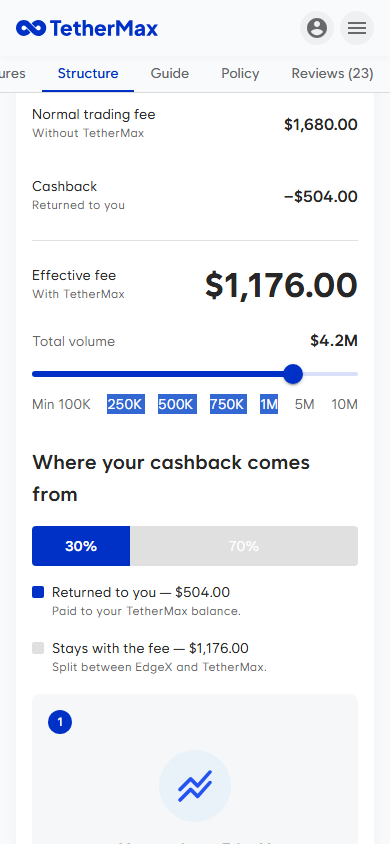 TetherMax
ures Structure Guide Policy Reviews (23)
Normal trading fee
Without TetherMax
$1,680.00
Cashback
Returned to you
−$504.00
Effective fee
With TetherMax
$1,176.00
Total volume
$4.2M
Min 100K 250K 500K 750K 1M 5M 10M
Where your cashback comes
from
30% 70%
Returned to you — $504.00
Paid to your TetherMax balance.
Stays with the fee — $1,176.00
Split between EdgeX and TetherMax.
1